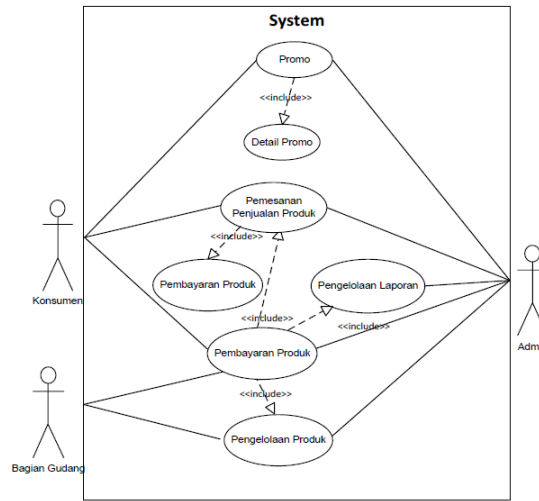 System
Promo
<<include>>
Detail Promo
Pemesanan
Penjualan Produk
<<include>>
Pembayaran Produk
Pengelolaan Laporan
Konsumen
Adm
<<include>>
<<include>>
Pembayaran Produk
<<include>>
Pengelolaan Produk
Bagian Gudang